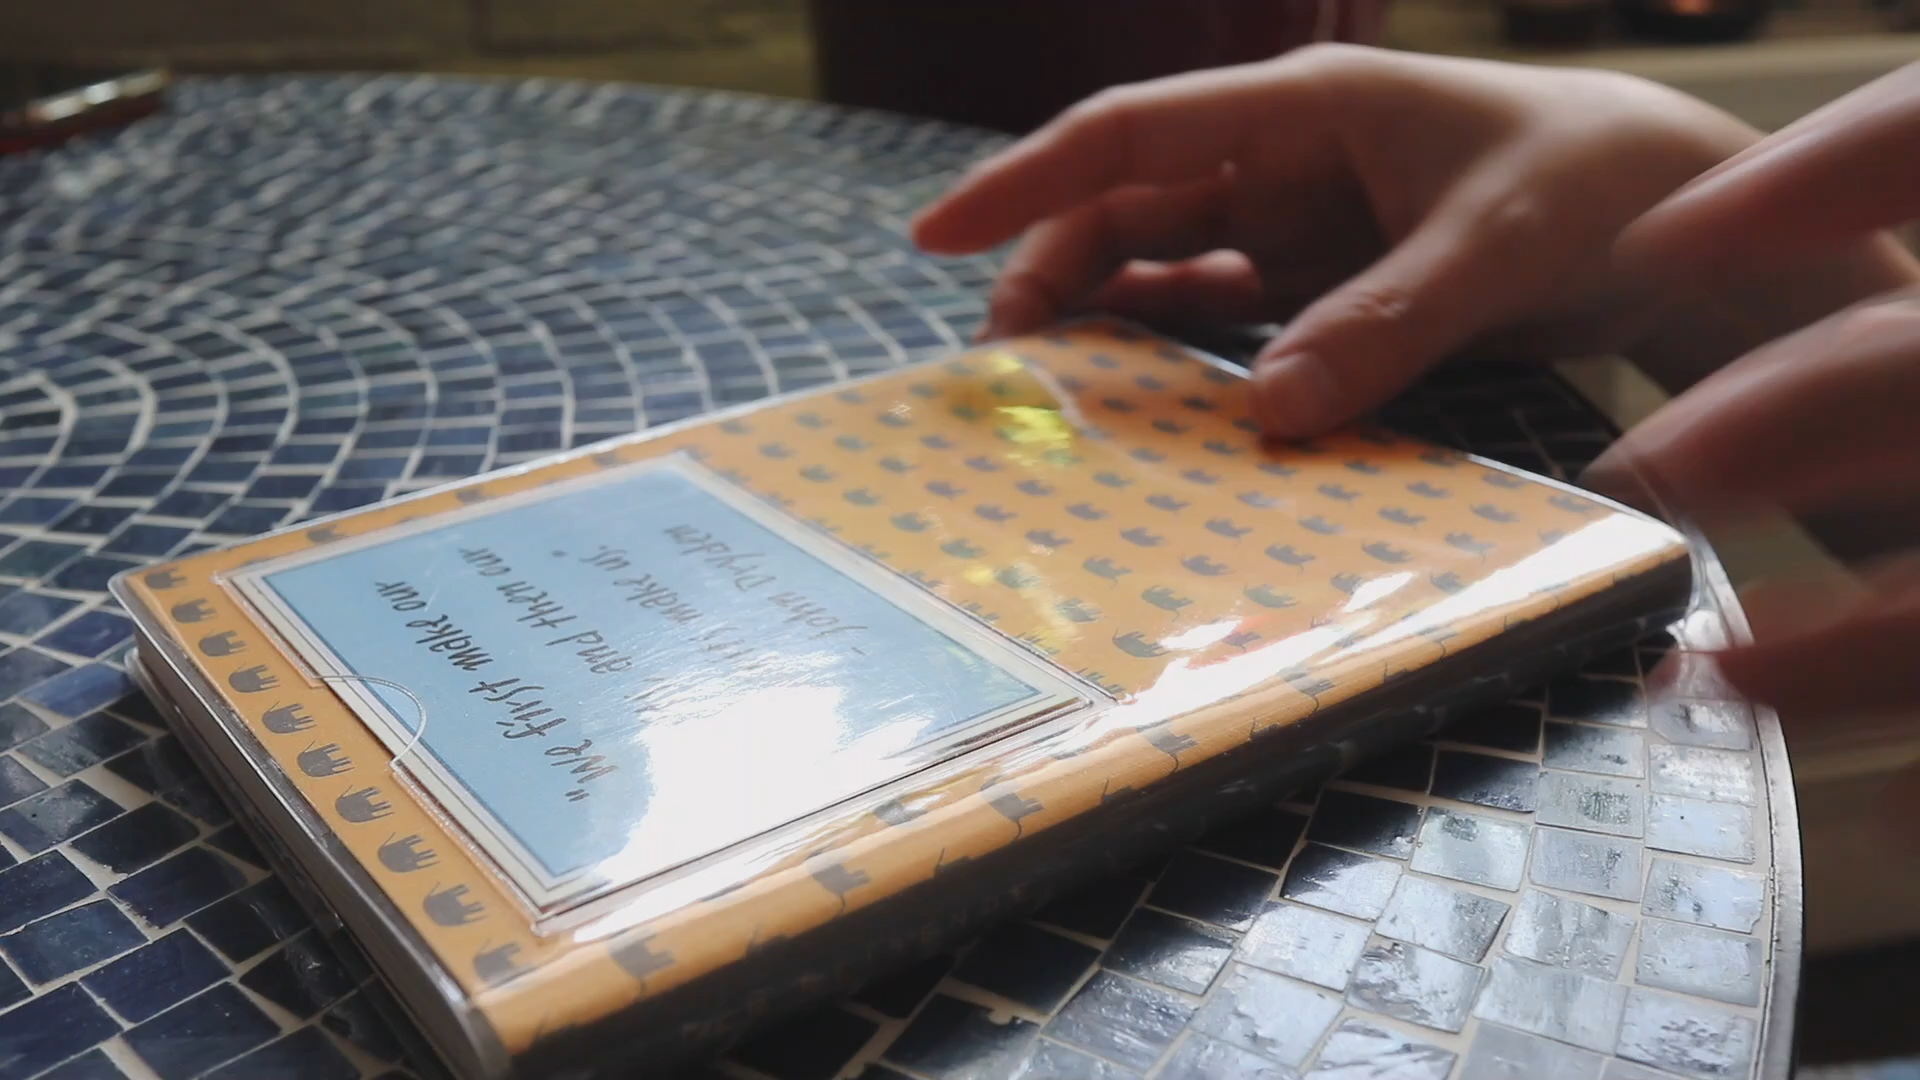 "We first make our
and then our
make us."
- John Dryden